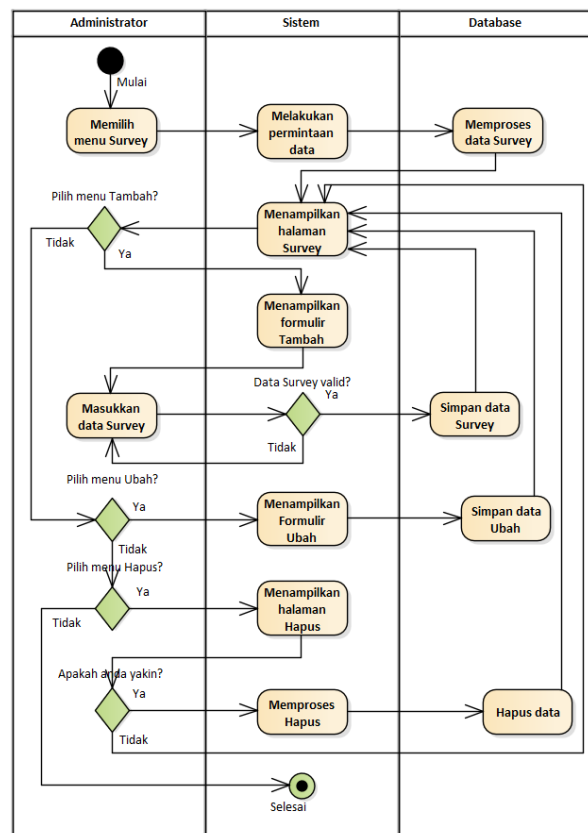 Administrator
Sistem
Database
Mulai
Memilih
menu Survey
Melakukan
permintaan
data
Memproses
data Survey
Pilih menu Tambah?
Tidak
Ya
Menampilkan
halaman
Survey
Menampilkan
formulir
Tambah
Masukkan
data Survey
Data Survey valid?
Ya
Tidak
Simpan data
Survey
Pilih menu Ubah?
Ya
Tidak
Menampilkan
Formulir
Ubah
Simpan data
Ubah
Pilih menu Hapus?
Ya
Tidak
Menampilkan
halaman
Hapus
Apakah anda yakin?
Ya
Tidak
Memproses
Hapus
Hapus data
Selesai